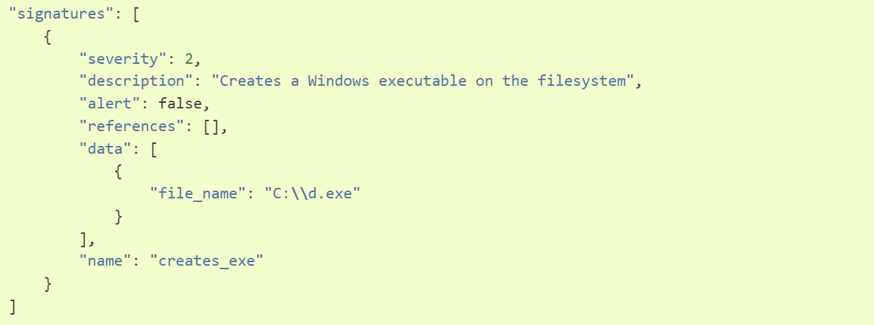 "signatures": [
    {
        "severity": 2,
        "description": "Creates a Windows executable on the filesystem",
        "alert": false,
        "references": [],
        "data": [
            {
                "file_name": "C:\\d.exe"
            }
        ],
        "name": "creates_exe"
    }
]